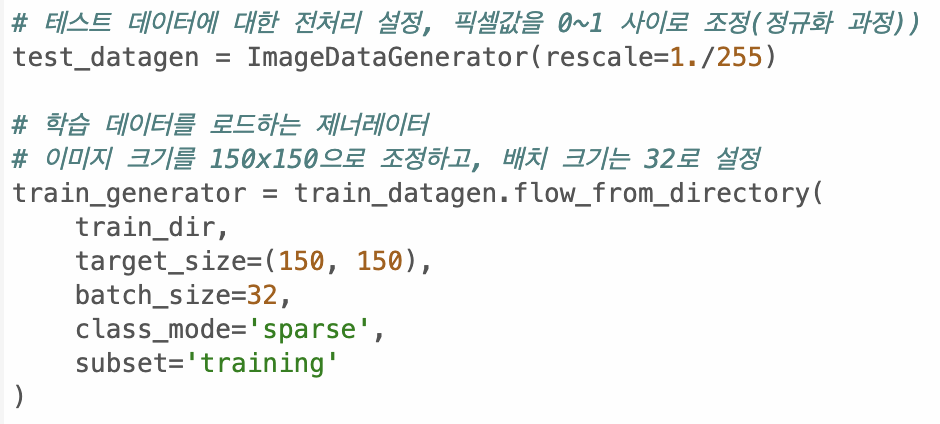 # 테스트 데이터에 대한 전처리 설정, 픽셀값을 0~1 사이로 조정(정규화 과정))
test_datagen = ImageDataGenerator(rescale=1./255)
# 학습 데이터를 로드하는 제너레이터
# 이미지 크기를 150x150으로 조정하고, 배치 크기는 32로 설정
train_generator = train_datagen.flow_from_directory(
    train_dir,
    target_size=(150, 150),
    batch_size=32,
    class_mode='sparse',
    subset='training'
)